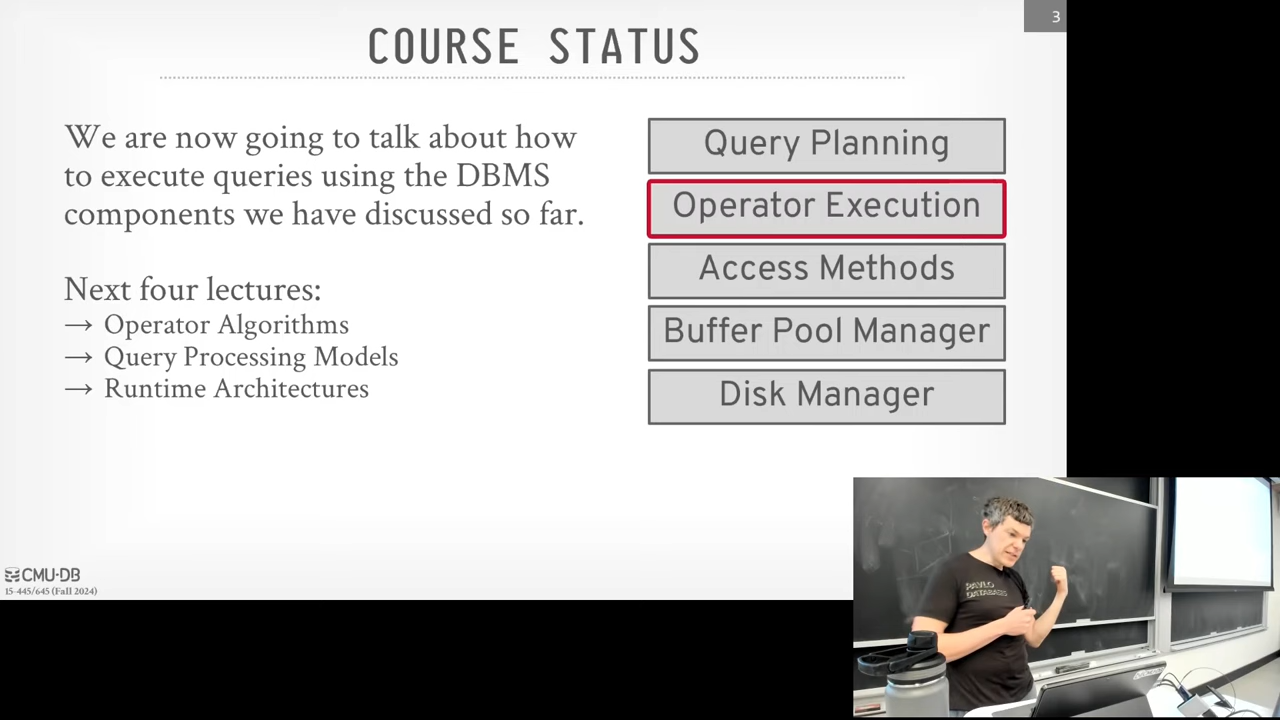 3
COURSE STATUS
We are now going to talk about how
to execute queries using the DBMS
components we have discussed so far.
Next four lectures:
→ Operator Algorithms
→ Query Processing Models
→ Runtime Architectures
Query Planning
Operator Execution
Access Methods
Buffer Pool Manager
Disk Manager
CMU·DB
15-445/645 (Fall 2024)
PAVLO
DATABASE